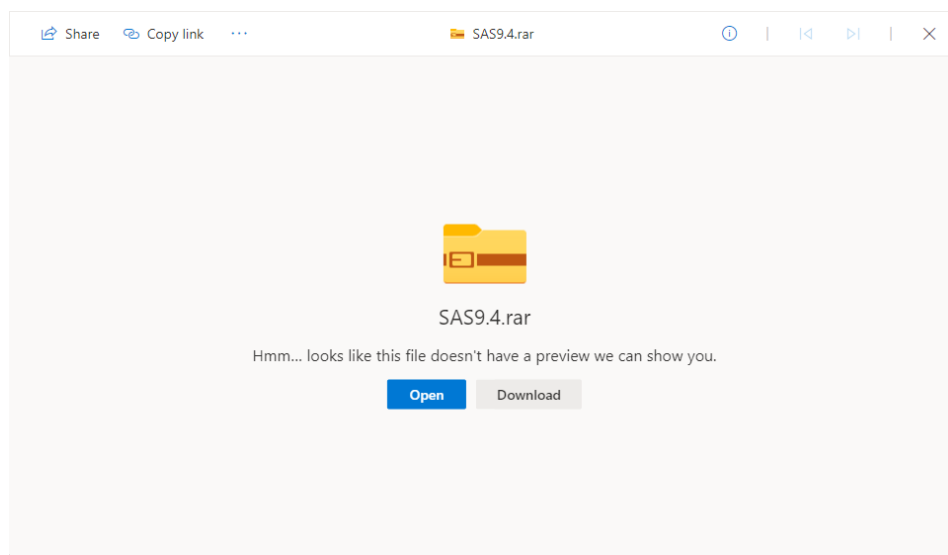 Share Copy link ··· SAS9.4.rar
SAS9.4.rar
Hmm... looks like this file doesn't have a preview we can show you.
Open Download